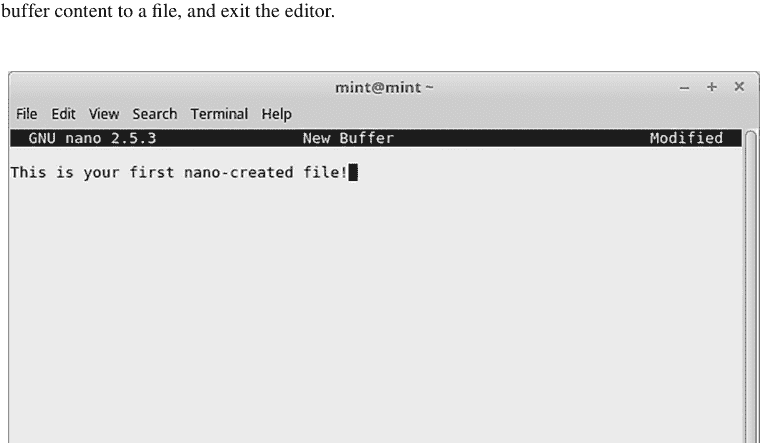 buffer content to a file, and exit the editor.
mint@mint ~
File Edit View Search Terminal Help
GNU nano 2.5.3 New Buffer Modified
This is your first nano-created file!